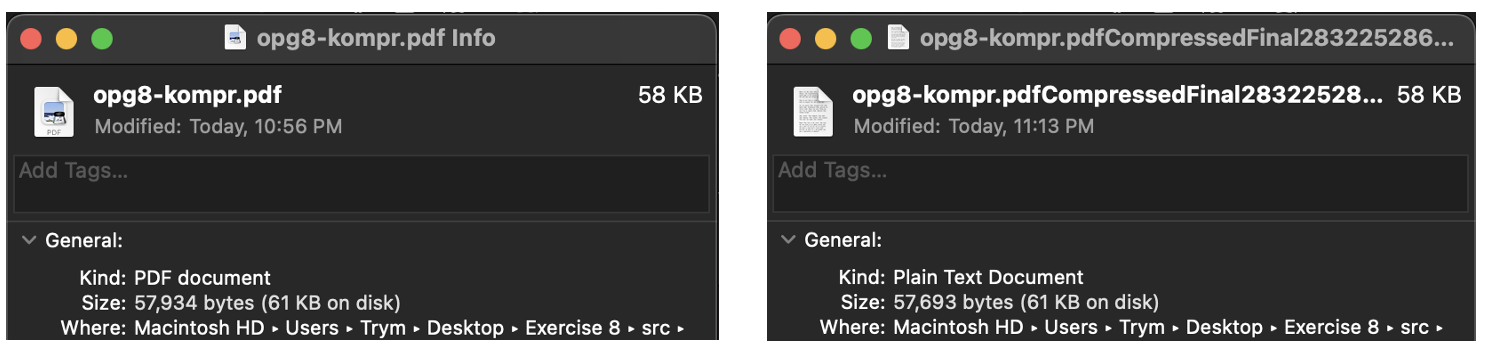 opg8-kompr.pdf Info
opg8-kompr.pdf 58 KB
Modified: Today, 10:56 PM
Add Tags...
General:
Kind: PDF document
Size: 57,934 bytes (61 KB on disk)
Where: Macintosh HD ▸ Users ▸ Trym ▸ Desktop ▸ Exercise 8 ▸ src ▸
opg8-kompr.pdfCompressedFinal283225286...
opg8-kompr.pdfCompressedFinal28322528... 58 KB
Modified: Today, 11:13 PM
Add Tags...
General:
Kind: Plain Text Document
Size: 57,693 bytes (61 KB on disk)
Where: Macintosh HD ▸ Users ▸ Trym ▸ Desktop ▸ Exercise 8 ▸ src ▸